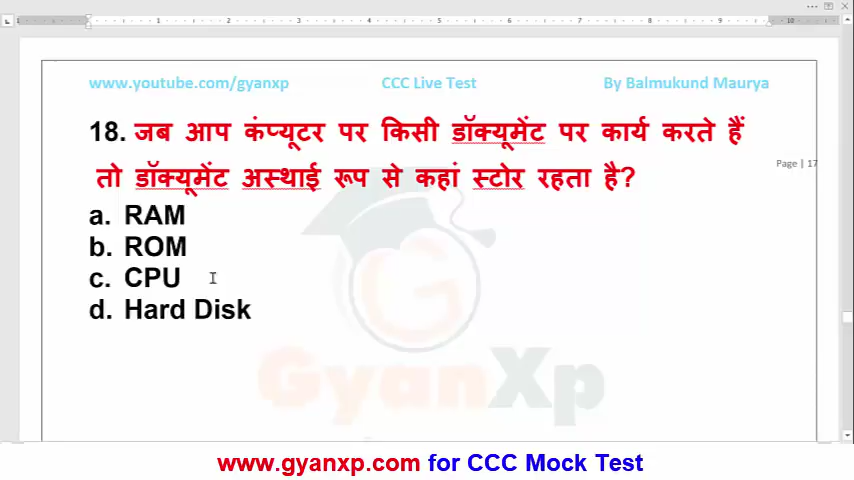 www.youtube.com/gyanxp CCC Live Test By Balmukund Maurya
18. जब आप कंप्यूटर पर किसी डॉक्यूमेंट पर कार्य करते हैं
Page | 17
तो डॉक्यूमेंट अस्थाई रूप से कहां स्टोर रहता है?
a. RAM
b. ROM
c. CPU
d. Hard Disk
GyanXp
www.gyanxp.com for CCC Mock Test